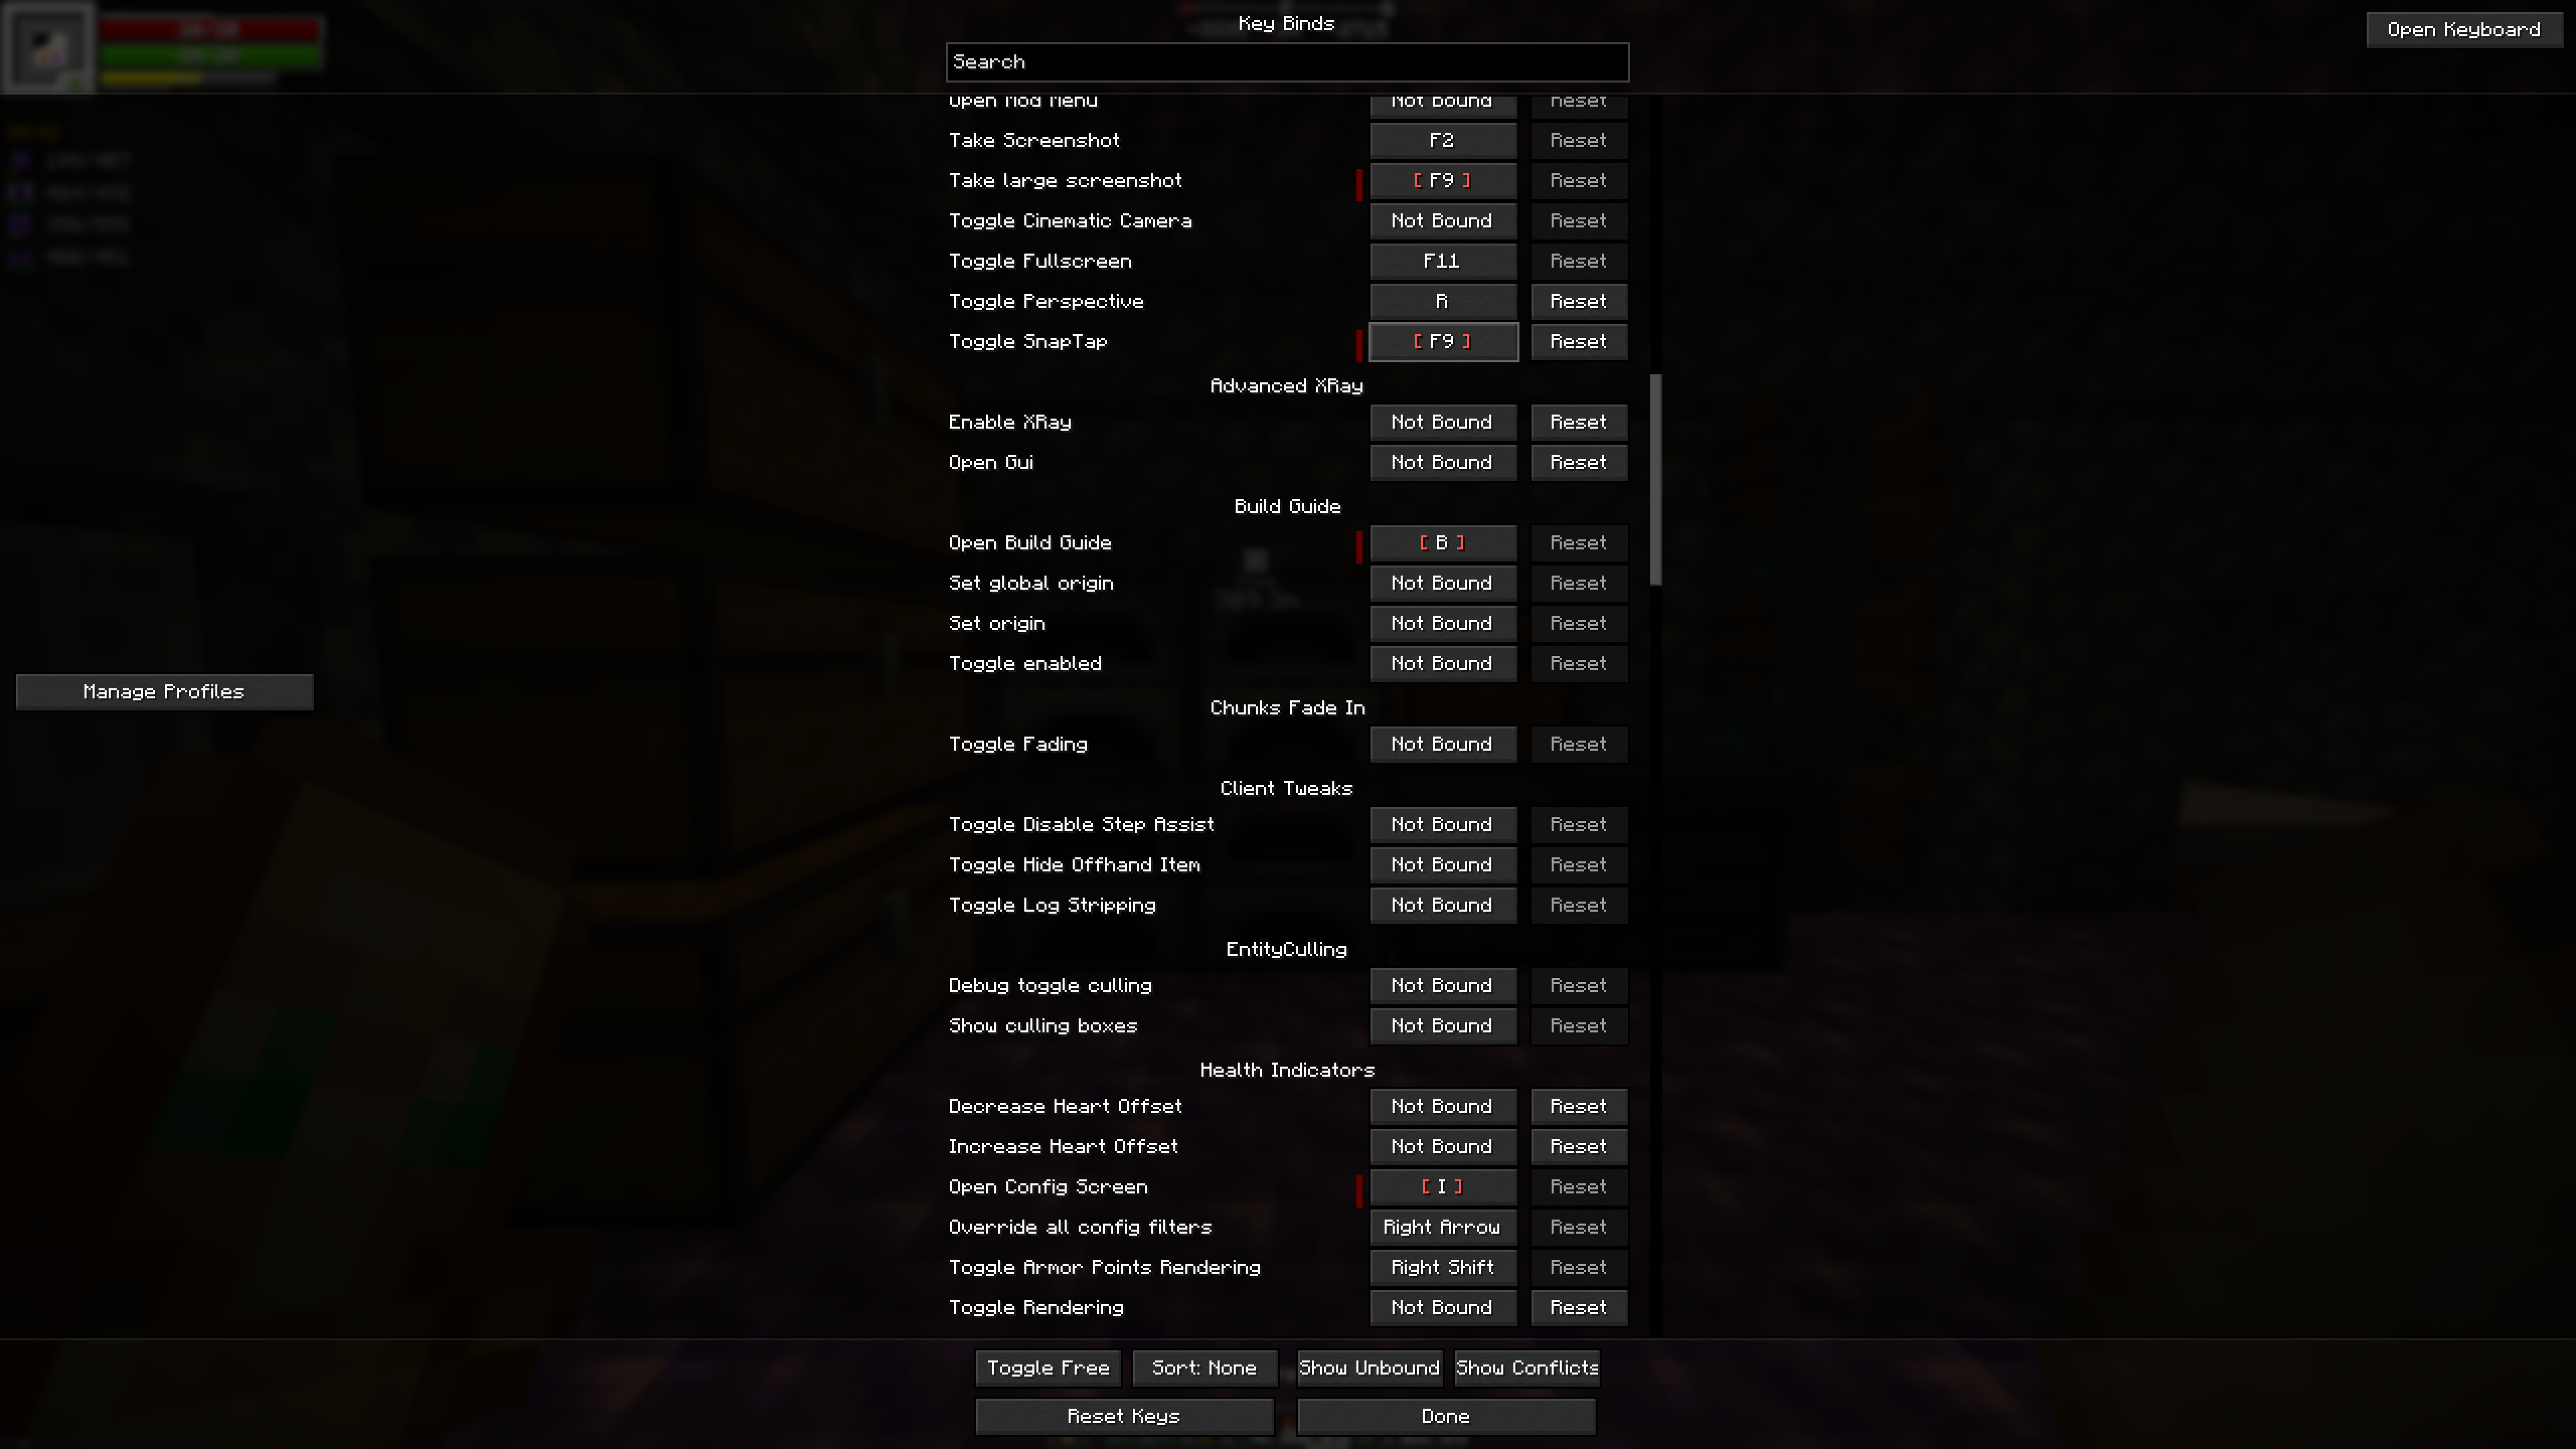 Key Binds
Open Keyboard
Search
Open Mod Menu Not Bound Reset
Take Screenshot F2 Reset
Take large screenshot [ F9 ] Reset
Toggle Cinematic Camera Not Bound Reset
Toggle Fullscreen F11 Reset
Toggle Perspective R Reset
Toggle SnapTap [ F9 ] Reset
Advanced XRay
Enable XRay Not Bound Reset
Open Gui Not Bound Reset
Build Guide
Open Build Guide [ B ] Reset
Set global origin Not Bound Reset
Set origin Not Bound Reset
Toggle enabled Not Bound Reset
Manage Profiles
Chunks Fade In
Toggle Fading Not Bound Reset
Client Tweaks
Toggle Disable Step Assist Not Bound Reset
Toggle Hide Offhand Item Not Bound Reset
Toggle Log Stripping Not Bound Reset
EntityCulling
Debug toggle culling Not Bound Reset
Show culling boxes Not Bound Reset
Health Indicators
Decrease Heart Offset Not Bound Reset
Increase Heart Offset Not Bound Reset
Open Config Screen [ I ] Reset
Override all config filters Right Arrow Reset
Toggle Armor Points Rendering Right Shift Reset
Toggle Rendering Not Bound Reset
Toggle Free Sort: None Show Unbound Show Conflicts
Reset Keys Done